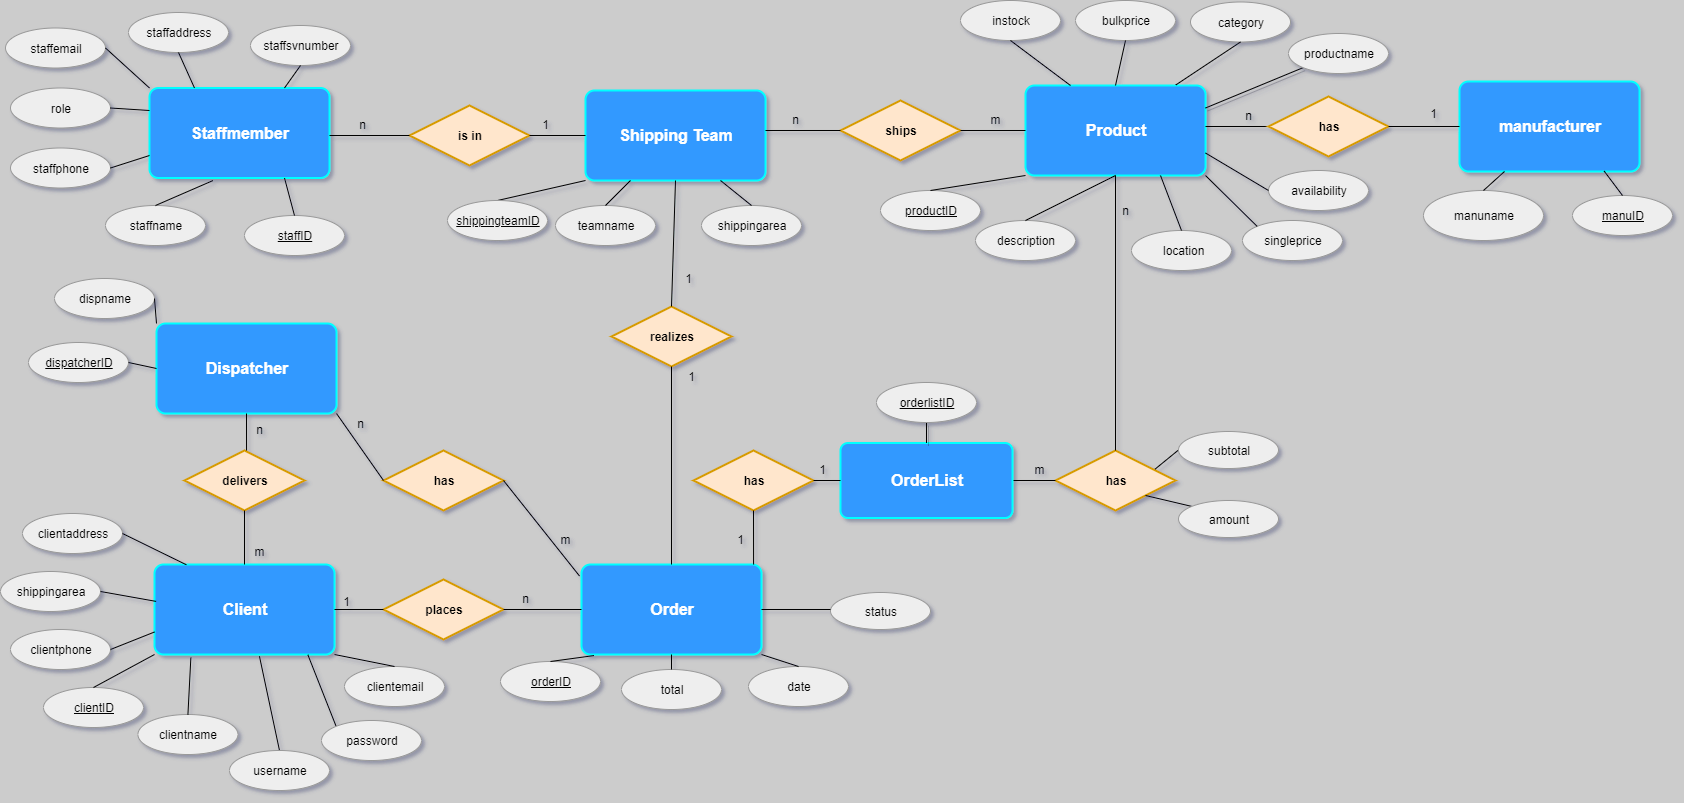 instock
bulkprice
category
staffaddress
staffemail
staffsvnumber
productname
role
Staffmember
n
is in
1
Shipping Team
n
ships
m
Product
n
has
1
manufacturer
staffphone
staffname
staffID
shippingteamID
teamname
shippingarea
productID
description
n
location
singleprice
availability
manuname
manuID
1
dispname
dispatcherID
Dispatcher
realizes
1
n
n
orderlistID
delivers
has
has
1
OrderList
m
has
subtotal
amount
clientaddress
m
m
1
shippingarea
Client
1
places
n
Order
status
clientphone
clientID
clientname
username
password
clientemail
orderID
total
date